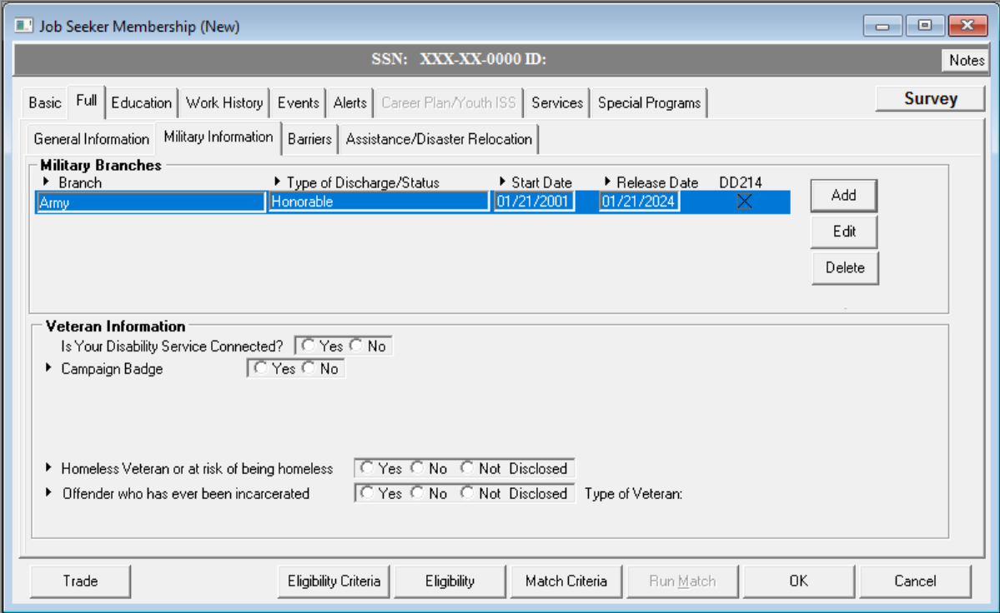 Job Seeker Membership (New)
SSN: XXX-XX-0000 ID:
Notes
Basic Full Education Work History Events Alerts Career Plan/Youth ISS Services Special Programs Survey
General Information Military Information Barriers Assistance/Disaster Relocation
Military Branches
Branch Type of Discharge/Status Start Date Release Date DD214
Army Honorable 01/21/2001 01/21/2024
Add
Edit
Delete
Veteran Information
Is Your Disability Service Connected? Yes No
Campaign Badge Yes No
Homeless Veteran or at risk of being homeless Yes No Not Disclosed
Offender who has ever been incarcerated Yes No Not Disclosed Type of Veteran:
Trade Eligibility Criteria Eligibility Match Criteria Run Match OK Cancel